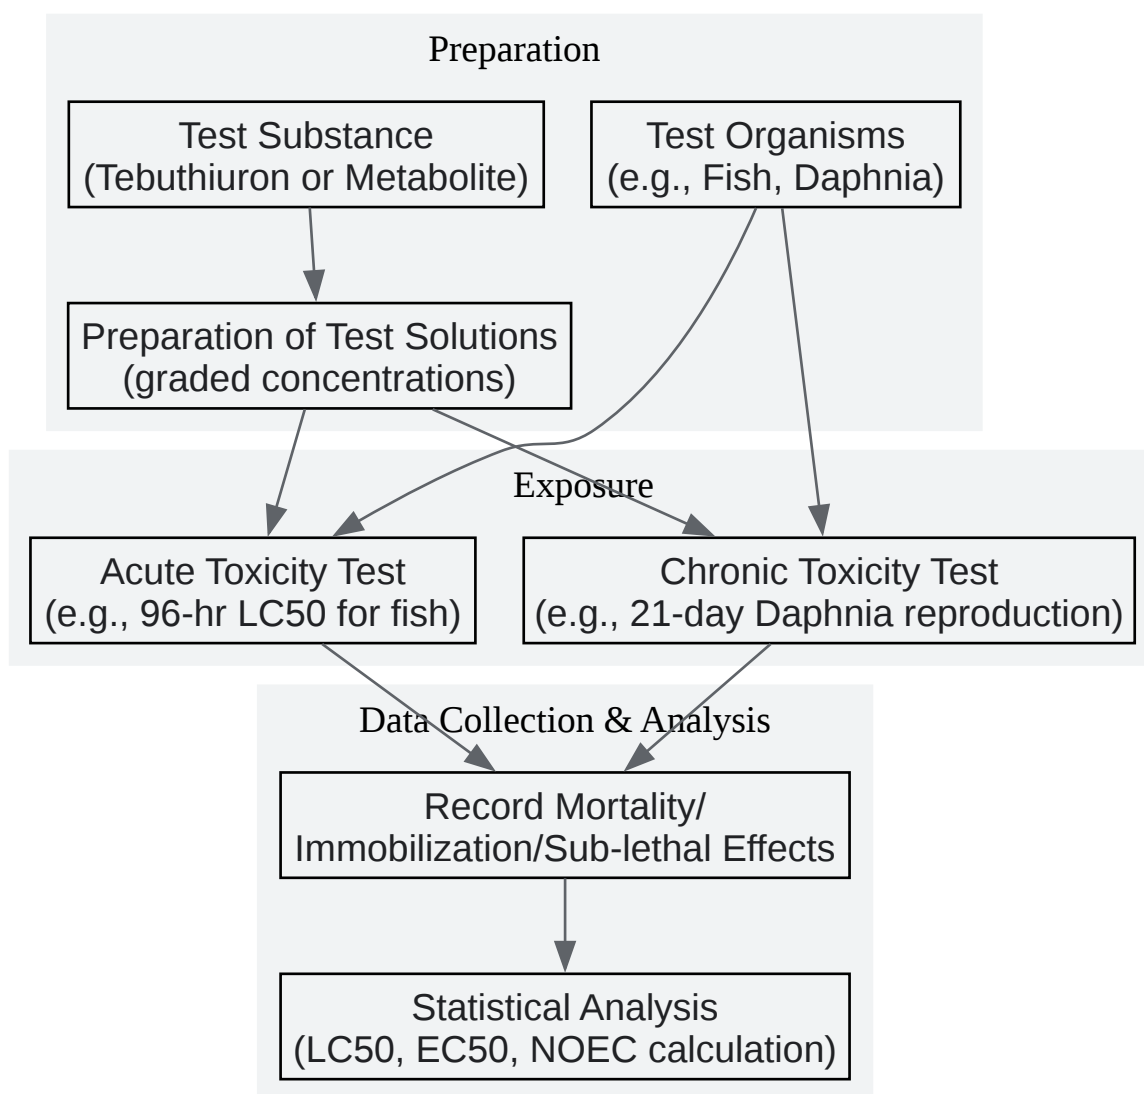 Preparation
Test Substance
(Tebuthiuron or Metabolite)
Test Organisms
(e.g., Fish, Daphnia)
Preparation of Test Solutions
(graded concentrations)
Exposure
Acute Toxicity Test
(e.g., 96-hr LC50 for fish)
Chronic Toxicity Test
(e.g., 21-day Daphnia reproduction)
Data Collection & Analysis
Record Mortality/
Immobilization/Sub-lethal Effects
Statistical Analysis
(LC50, EC50, NOEC calculation)